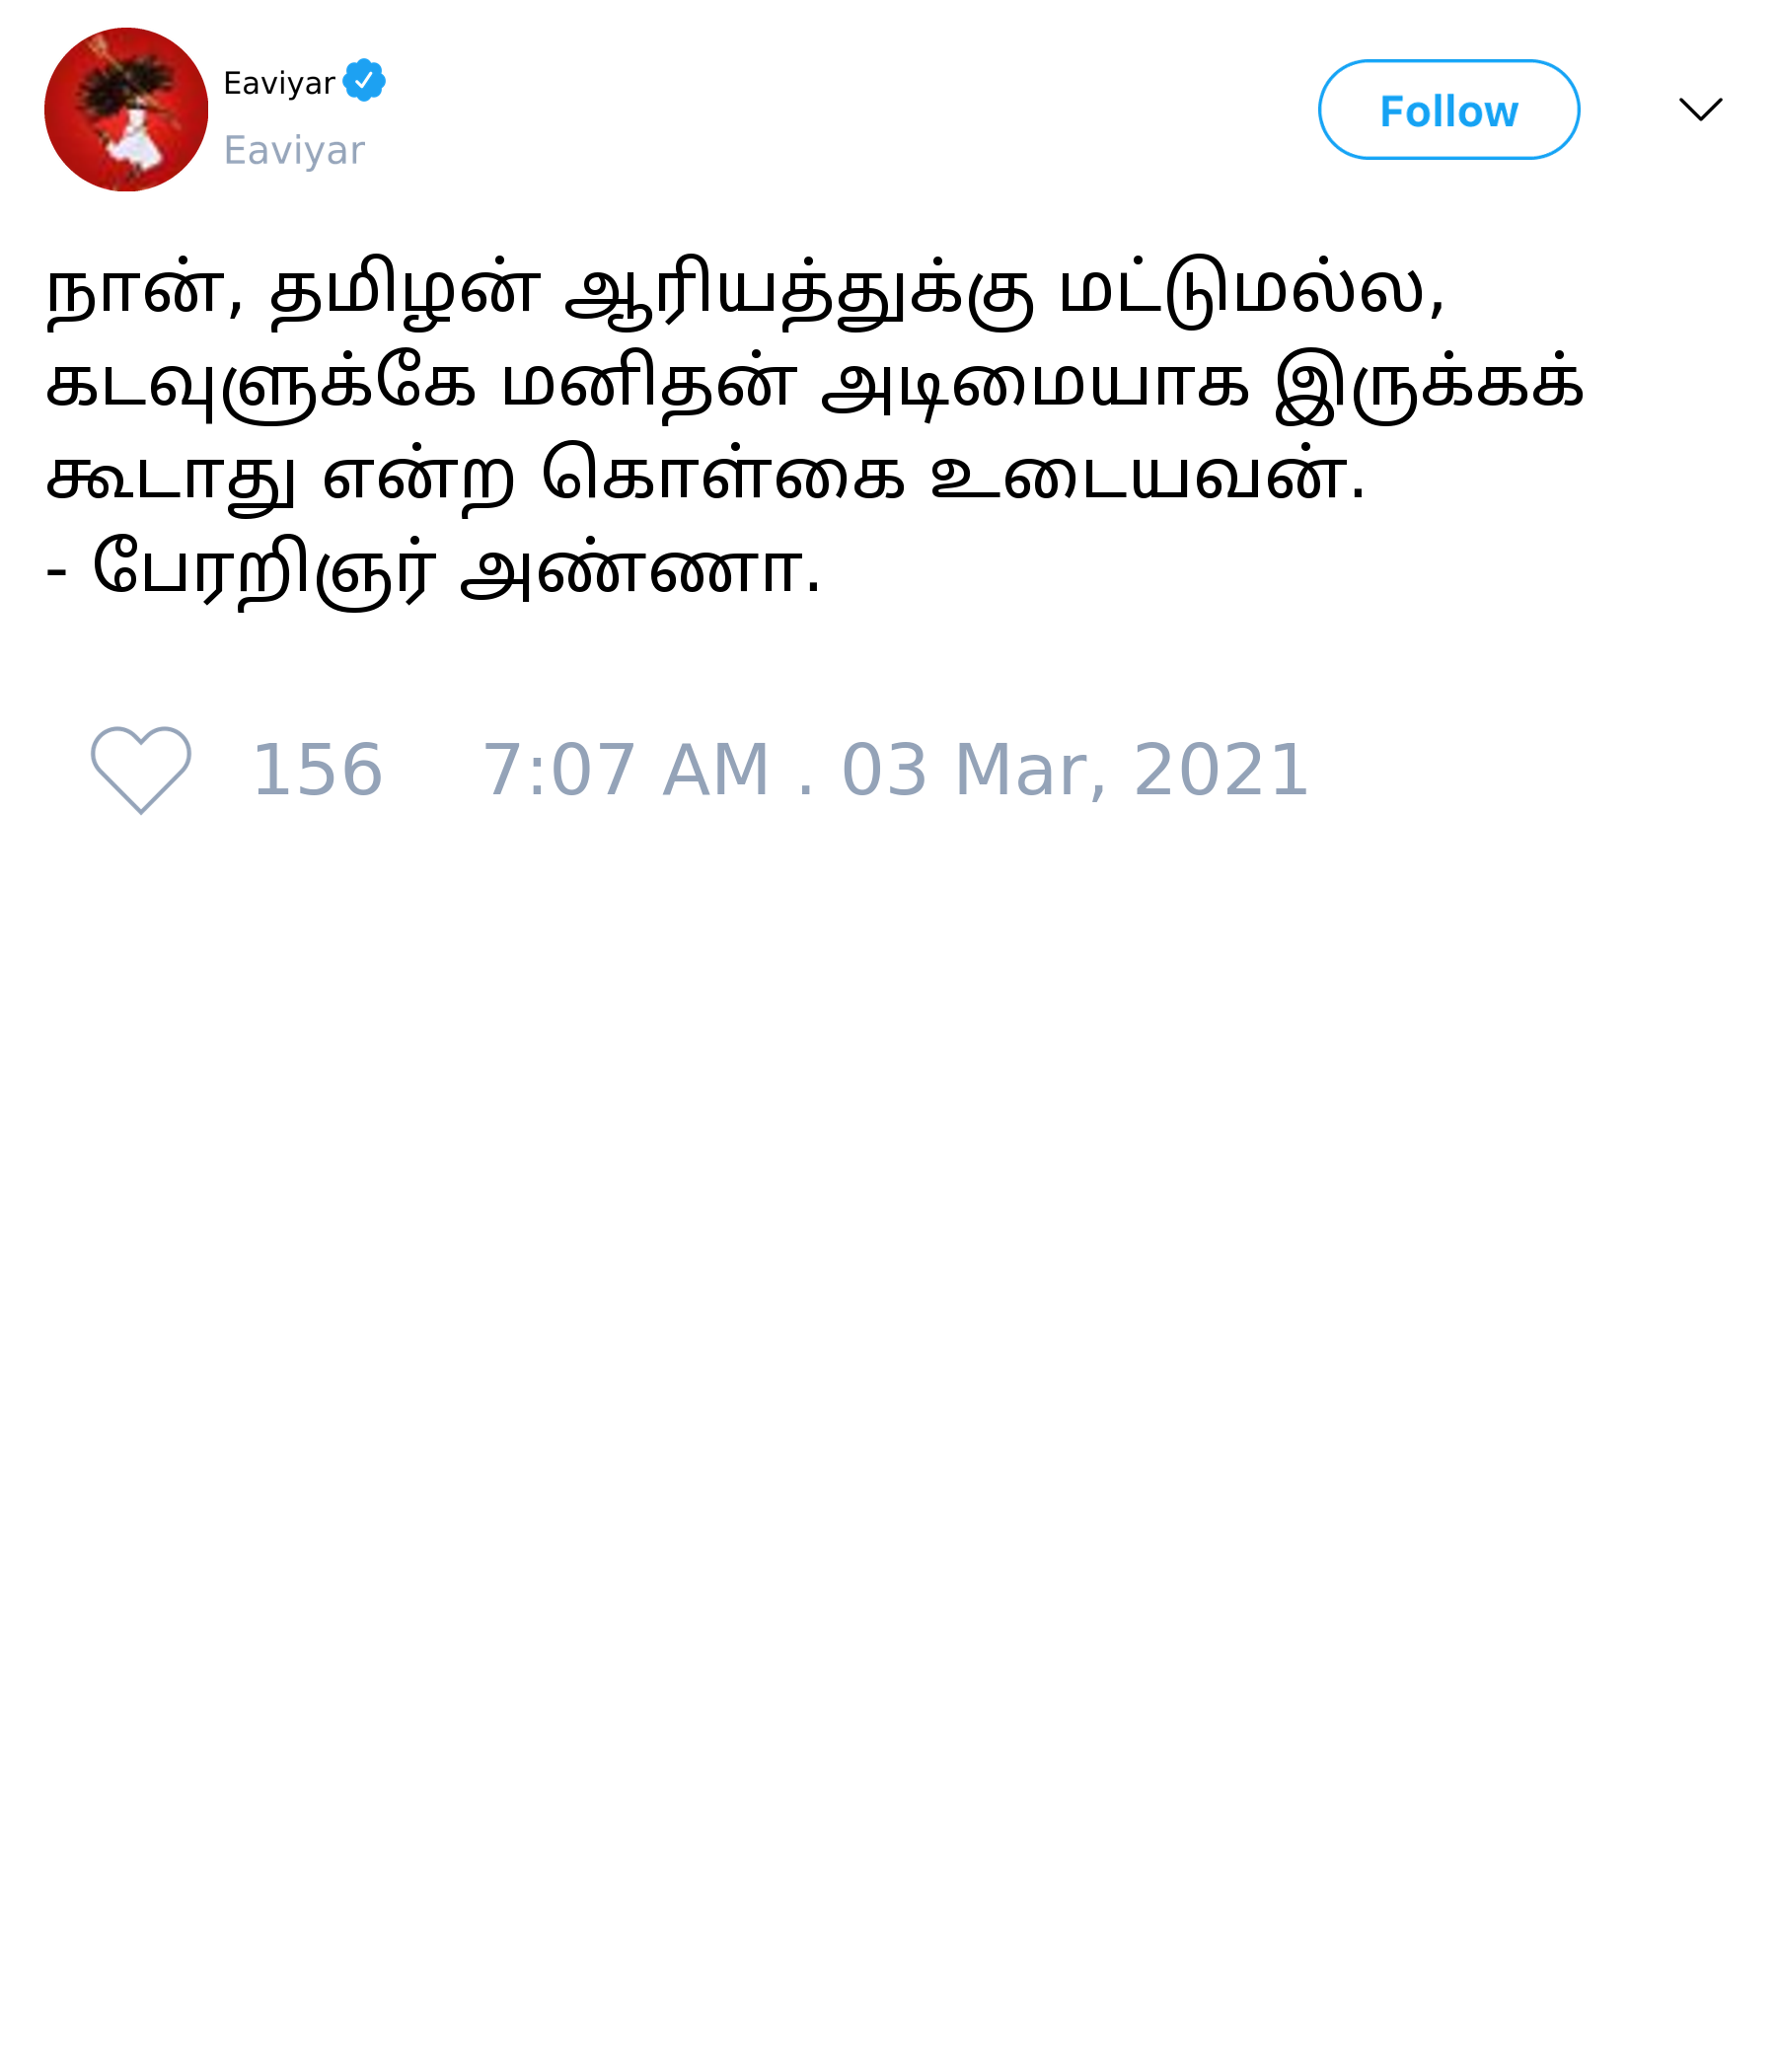 Eaviyar
Eaviyar
Follow
நான், தமிழன் ஆரியத்துக்கு மட்டுமல்ல,
கடவுளுக்கே மனிதன் அடிமையாக இருக்கக்
கூடாது என்ற கொள்கை உடையவன்.
- பேரறிஞர் அண்ணா.
156 7:07 AM . 03 Mar, 2021